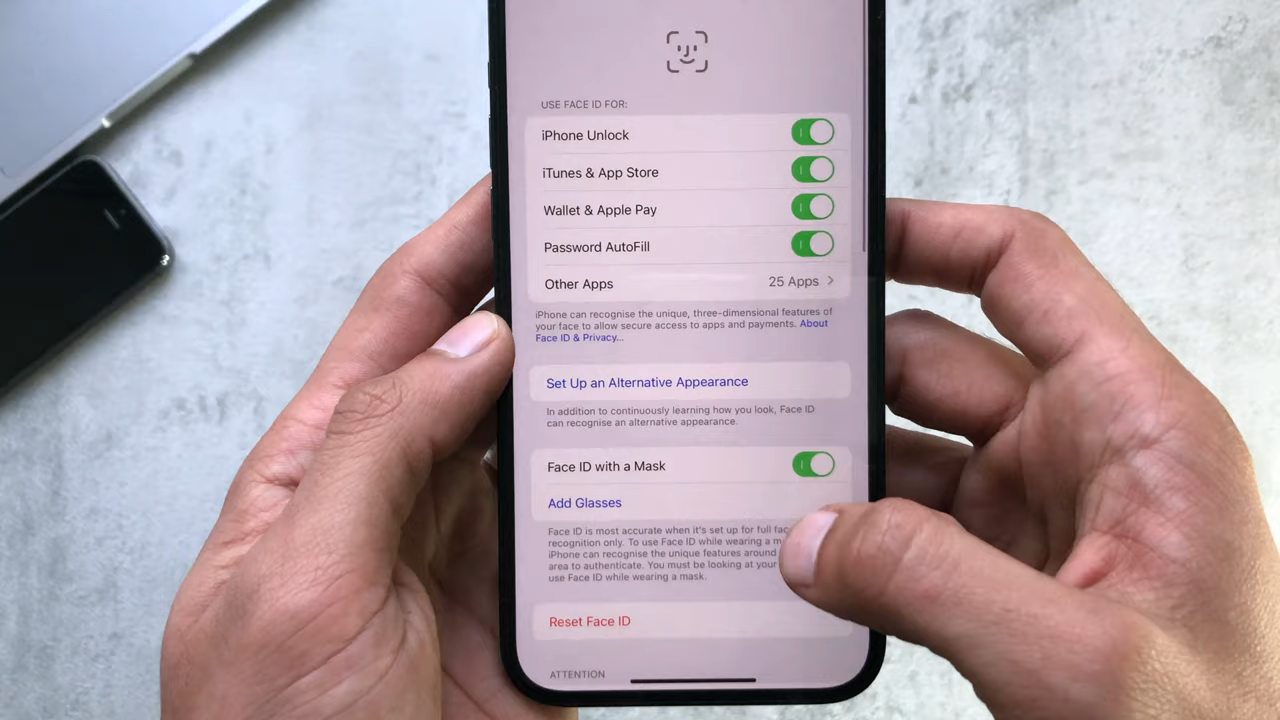 USE FACE ID FOR:
iPhone Unlock
iTunes & App Store
Wallet & Apple Pay
Password AutoFill
Other Apps 25 Apps >
iPhone can recognise the unique, three-dimensional features of
your face to allow secure access to apps and payments. About
Face ID & Privacy...
Set Up an Alternative Appearance
In addition to continuously learning how you look, Face ID
can recognise an alternative appearance.
Face ID with a Mask
Add Glasses
Face ID is most accurate when it's set up for full
recognition only. To use Face ID while wearing a
iPhone can recognise the unique features around
area to authenticate. You must be looking at your
use Face ID while wearing a mask.
Reset Face ID
ATTENTION